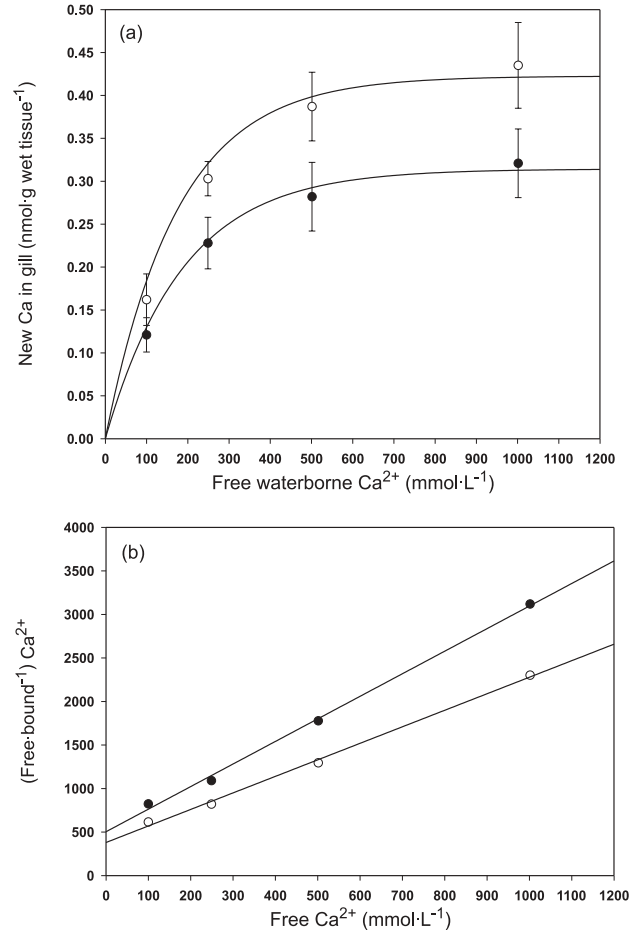 (a)
New Ca in gill (nmol·g wet tissue⁻¹)
0.50
0.45
0.40
0.35
0.30
0.25
0.20
0.15
0.10
0.05
0.00
0 100 200 300 400 500 600 700 800 900 1000 1100 1200
Free waterborne Ca²⁺ (mmol·L⁻¹)
(b)
(Free·bound⁻¹) Ca²⁺
4000
3500
3000
2500
2000
1500
1000
500
0
0 100 200 300 400 500 600 700 800 900 1000 1100 1200
Free Ca²⁺ (mmol·L⁻¹)